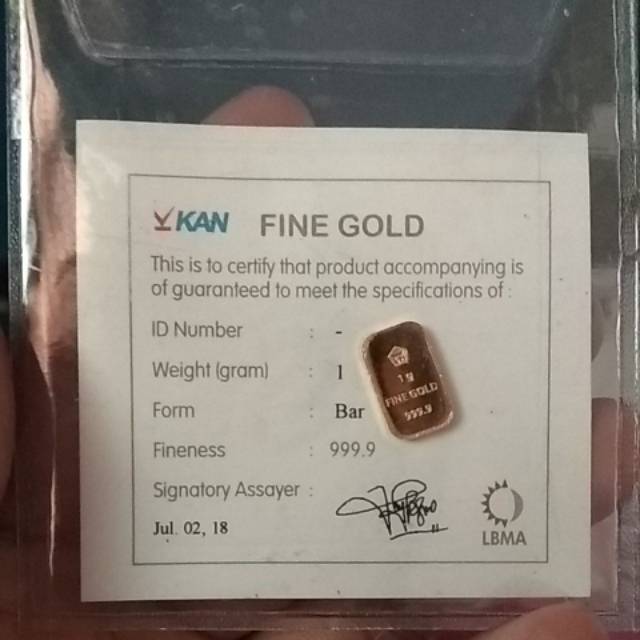 KAN FINE GOLD
This is to certify that product accompanying is
of guaranteed to meet the specifications of :
ID Number : -
Weight (gram) : 1
Form : Bar
Fineness : 999.9
Signatory Assayer :
Jul. 02, 18
LBMA
1 g
FINE GOLD
999.9